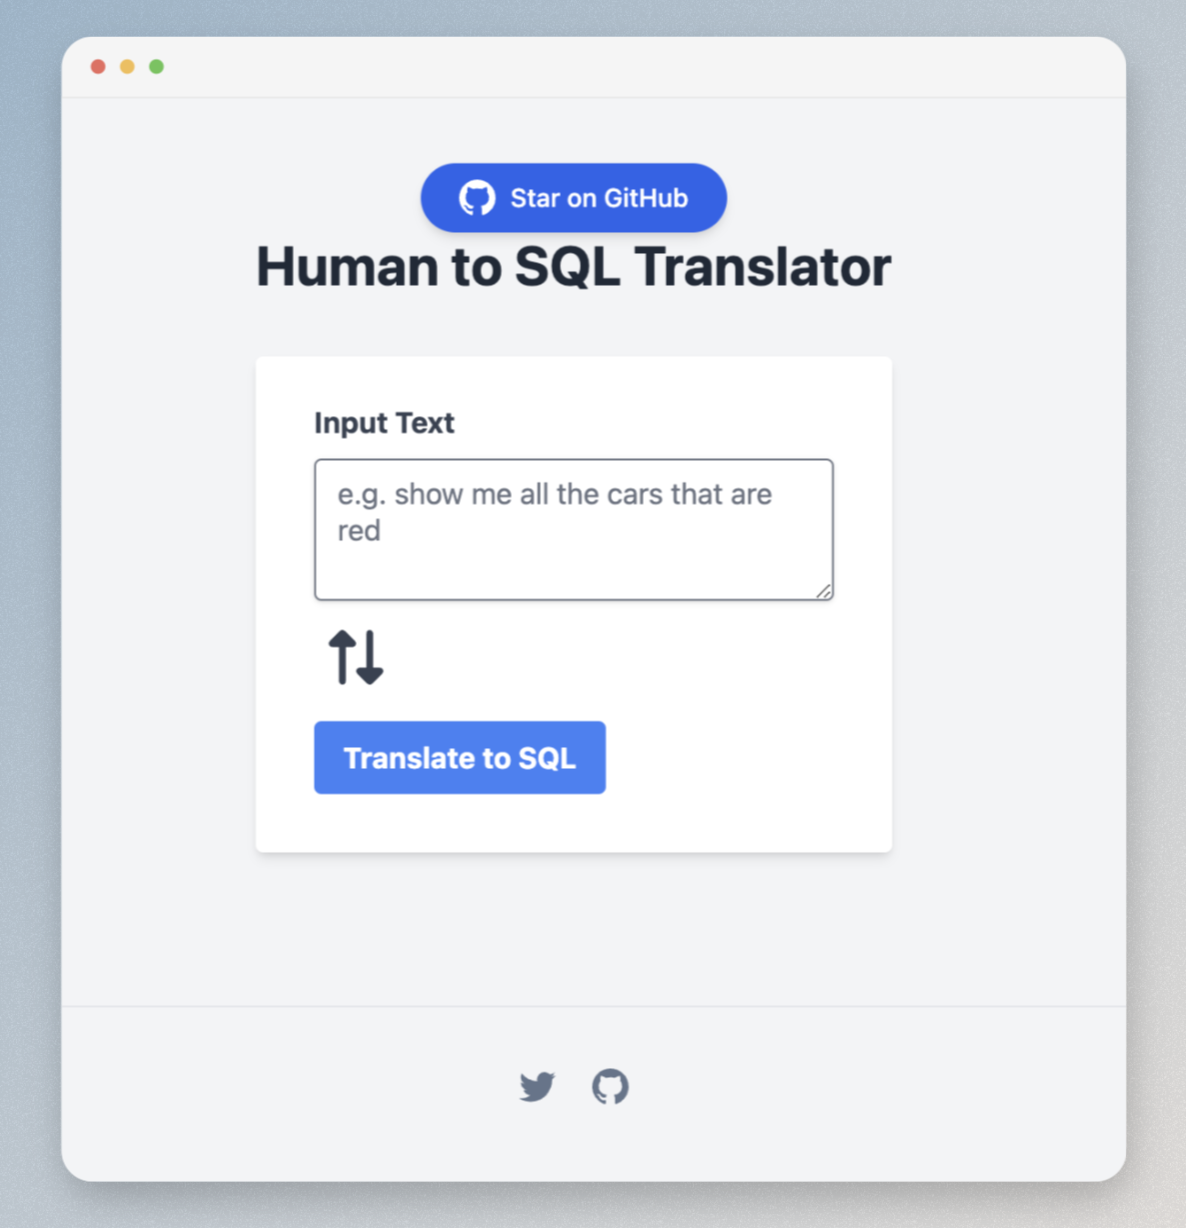 Star on GitHub
Human to SQL Translator
Input Text
e.g. show me all the cars that are
red
Translate to SQL